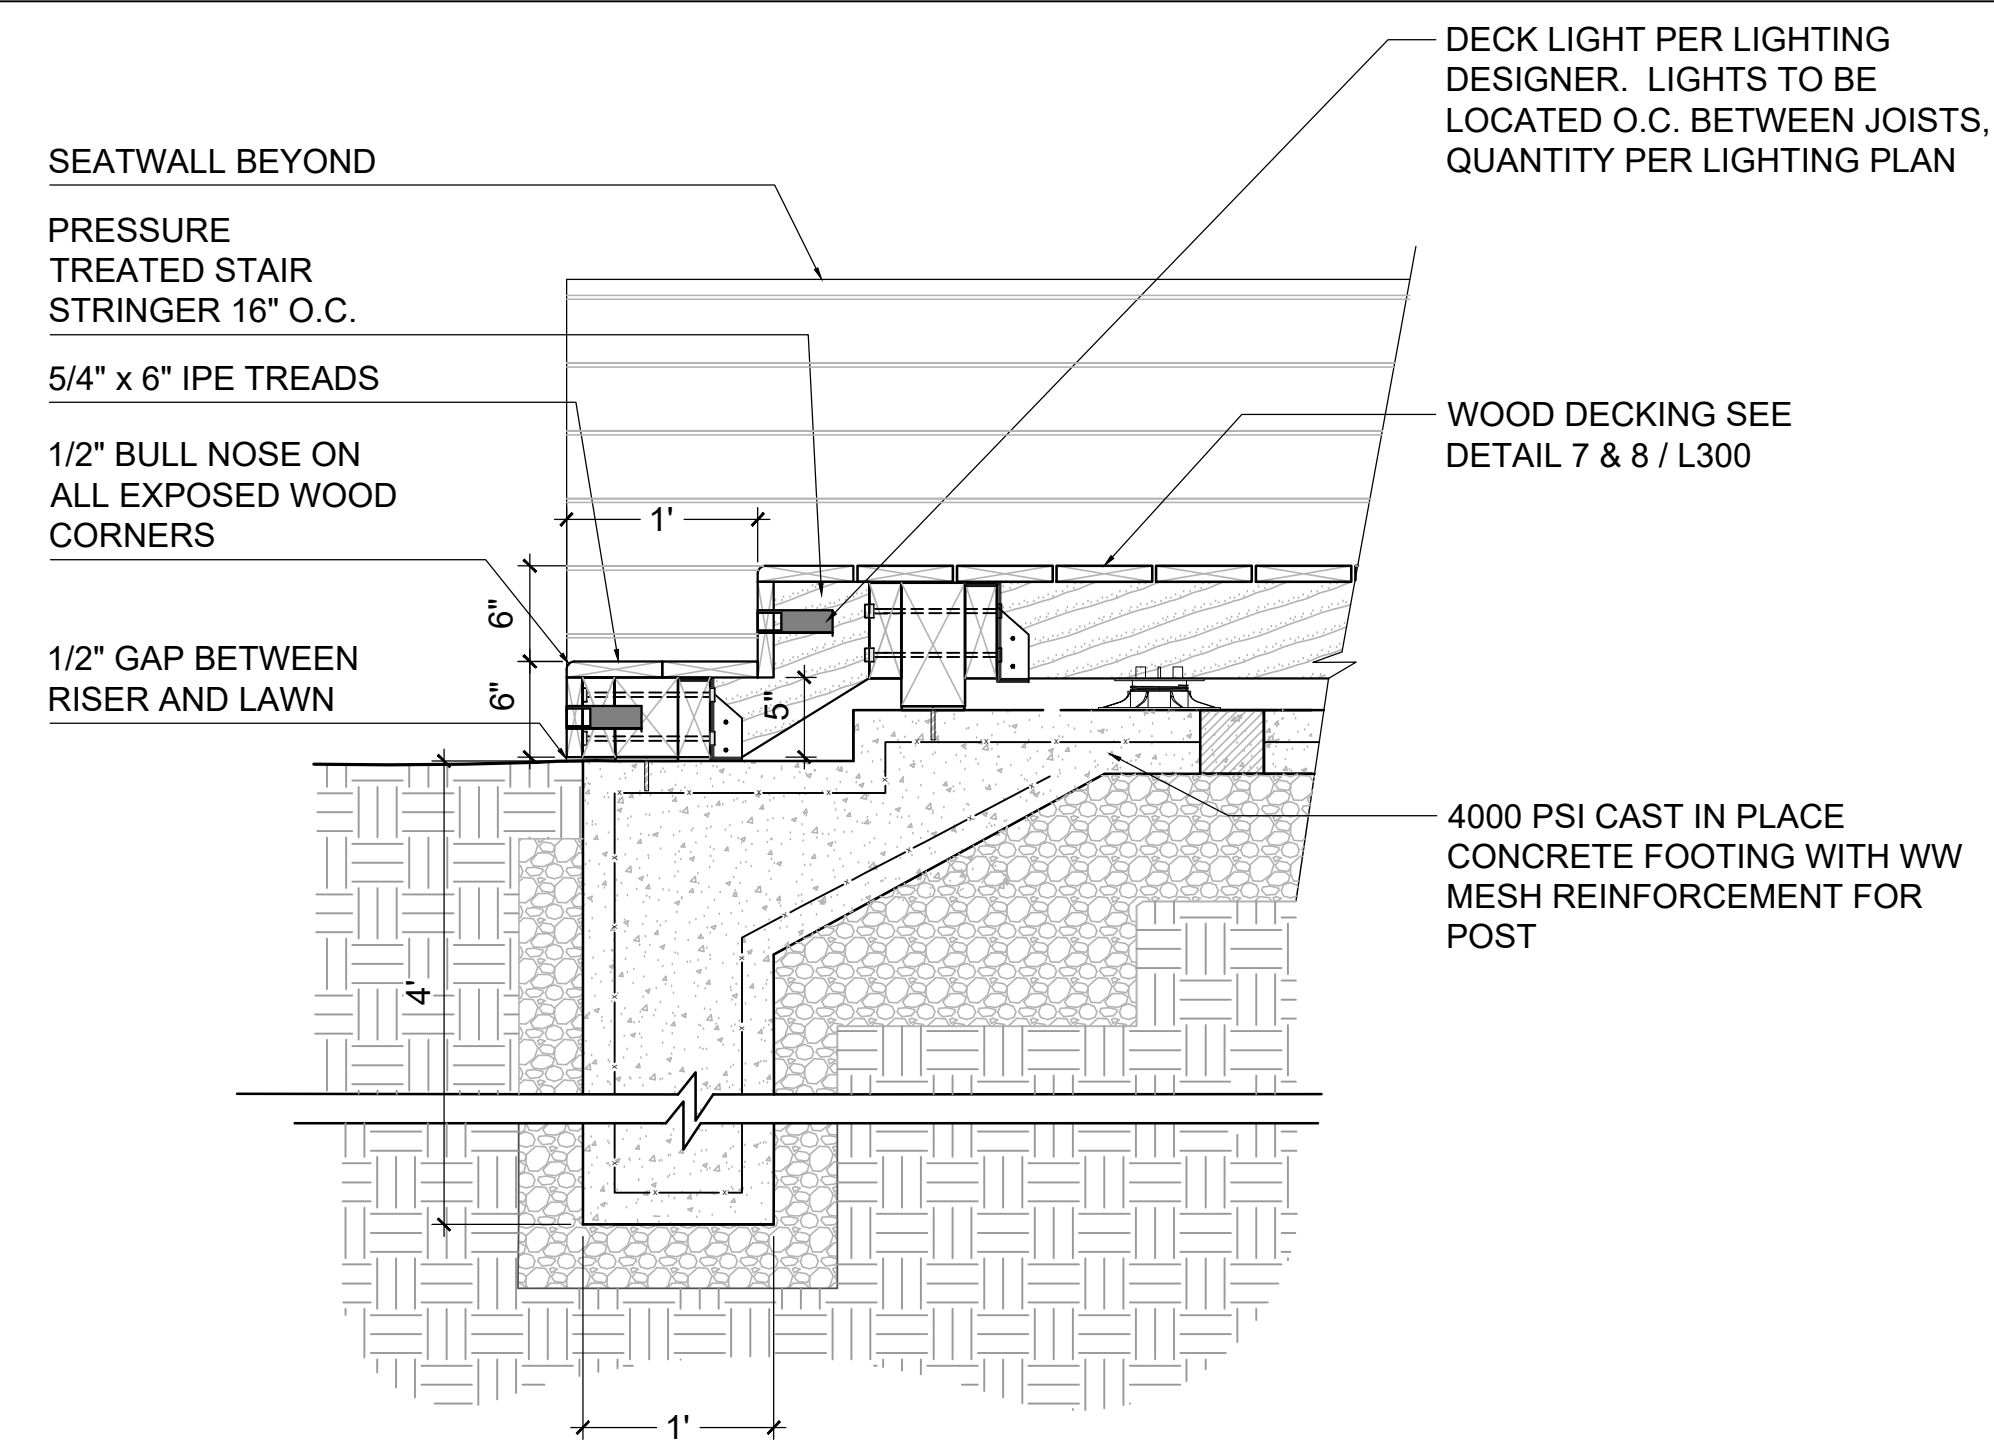 DECK LIGHT PER LIGHTING
DESIGNER. LIGHTS TO BE
LOCATED O.C. BETWEEN JOISTS,
QUANTITY PER LIGHTING PLAN
SEATWALL BEYOND
PRESSURE
TREATED STAIR
STRINGER 16" O.C.
5/4" x 6" IPE TREADS
1/2" BULL NOSE ON
ALL EXPOSED WOOD
CORNERS
1/2" GAP BETWEEN
RISER AND LAWN
WOOD DECKING SEE
DETAIL 7 & 8 / L300
4000 PSI CAST IN PLACE
CONCRETE FOOTING WITH WW
MESH REINFORCEMENT FOR
POST
1'
6"
6"
5"
4'
1'